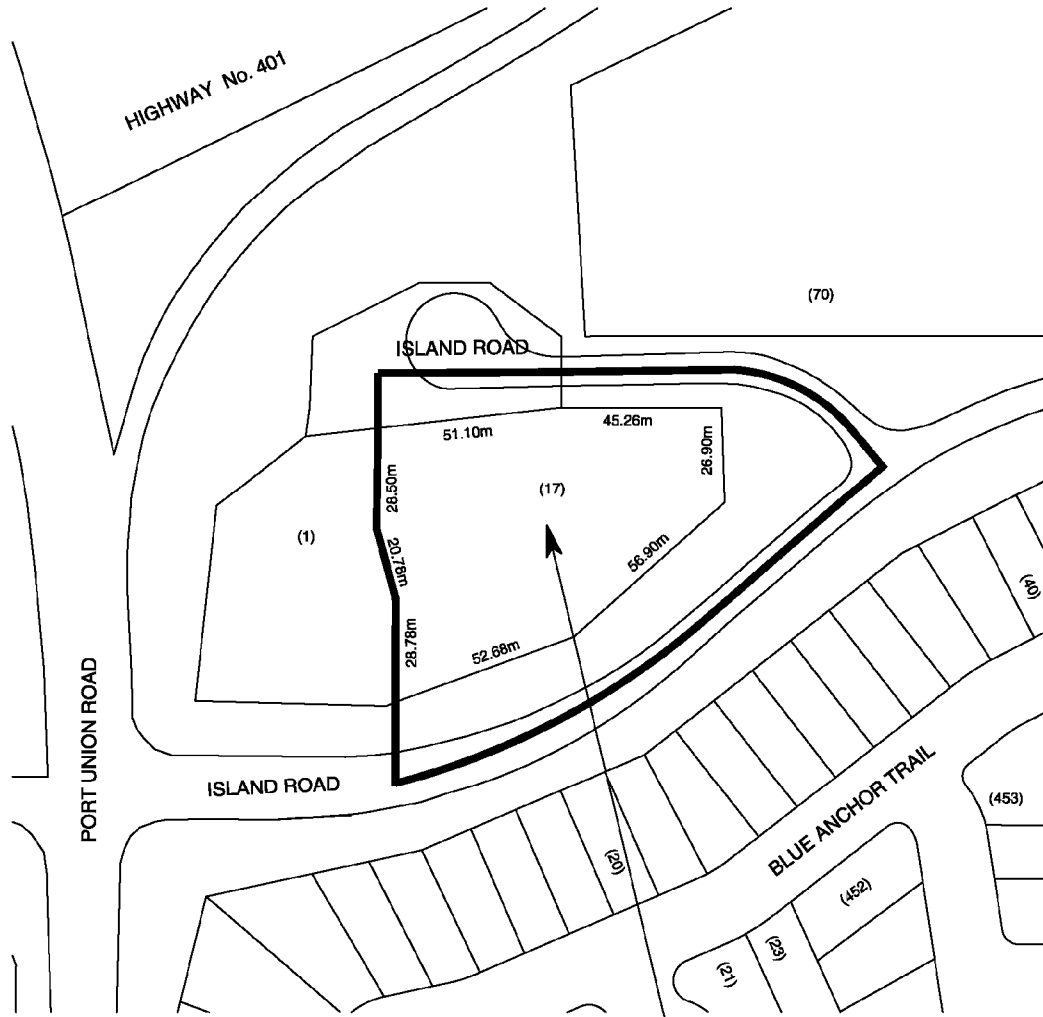 HIGHWAY No. 401
(70)
ISLAND ROAD
51.10m
45.26m
26.90m
28.50m
(17)
(1)
20.78m
56.90m
28.78m
52.68m
(40)
PORT UNION ROAD
ISLAND ROAD
BLUE ANCHOR TRAIL
(453)
(20)
(452)
(23)
(21)